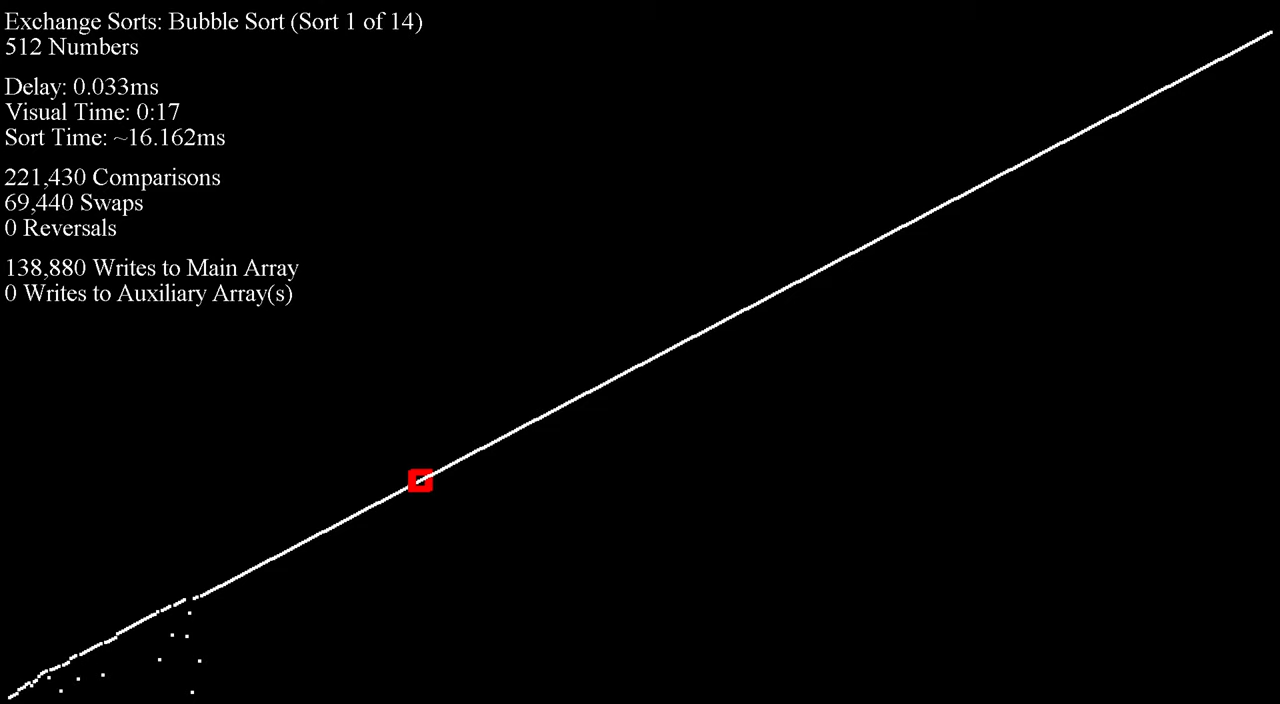 Exchange Sorts: Bubble Sort (Sort 1 of 14)
512 Numbers
Delay: 0.033ms
Visual Time: 0:17
Sort Time: ~16.162ms
221,430 Comparisons
69,440 Swaps
0 Reversals
138,880 Writes to Main Array
0 Writes to Auxiliary Array(s)